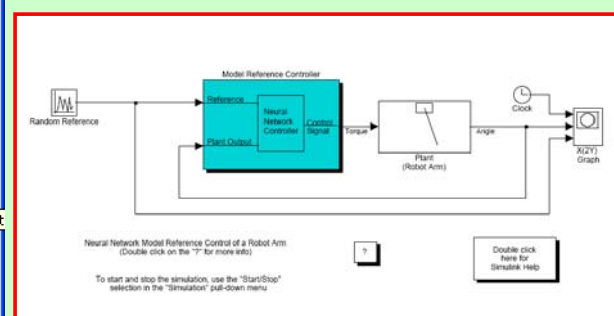 Model Reference Controller
Reference
Neural
Network
Controller
Control
Signal
Plant Output
Random Reference
Torque
Plant
(Robot Arm)
Angle
Clock
X(2Y)
Graph
Neural Network Model Reference Control of a Robot Arm
(Double click on the "?" for more info)
?
Double click
here for
Simulink Help
To start and stop the simulation, use the "Start/Stop"
selection in the "Simulation" pull-down menu
t